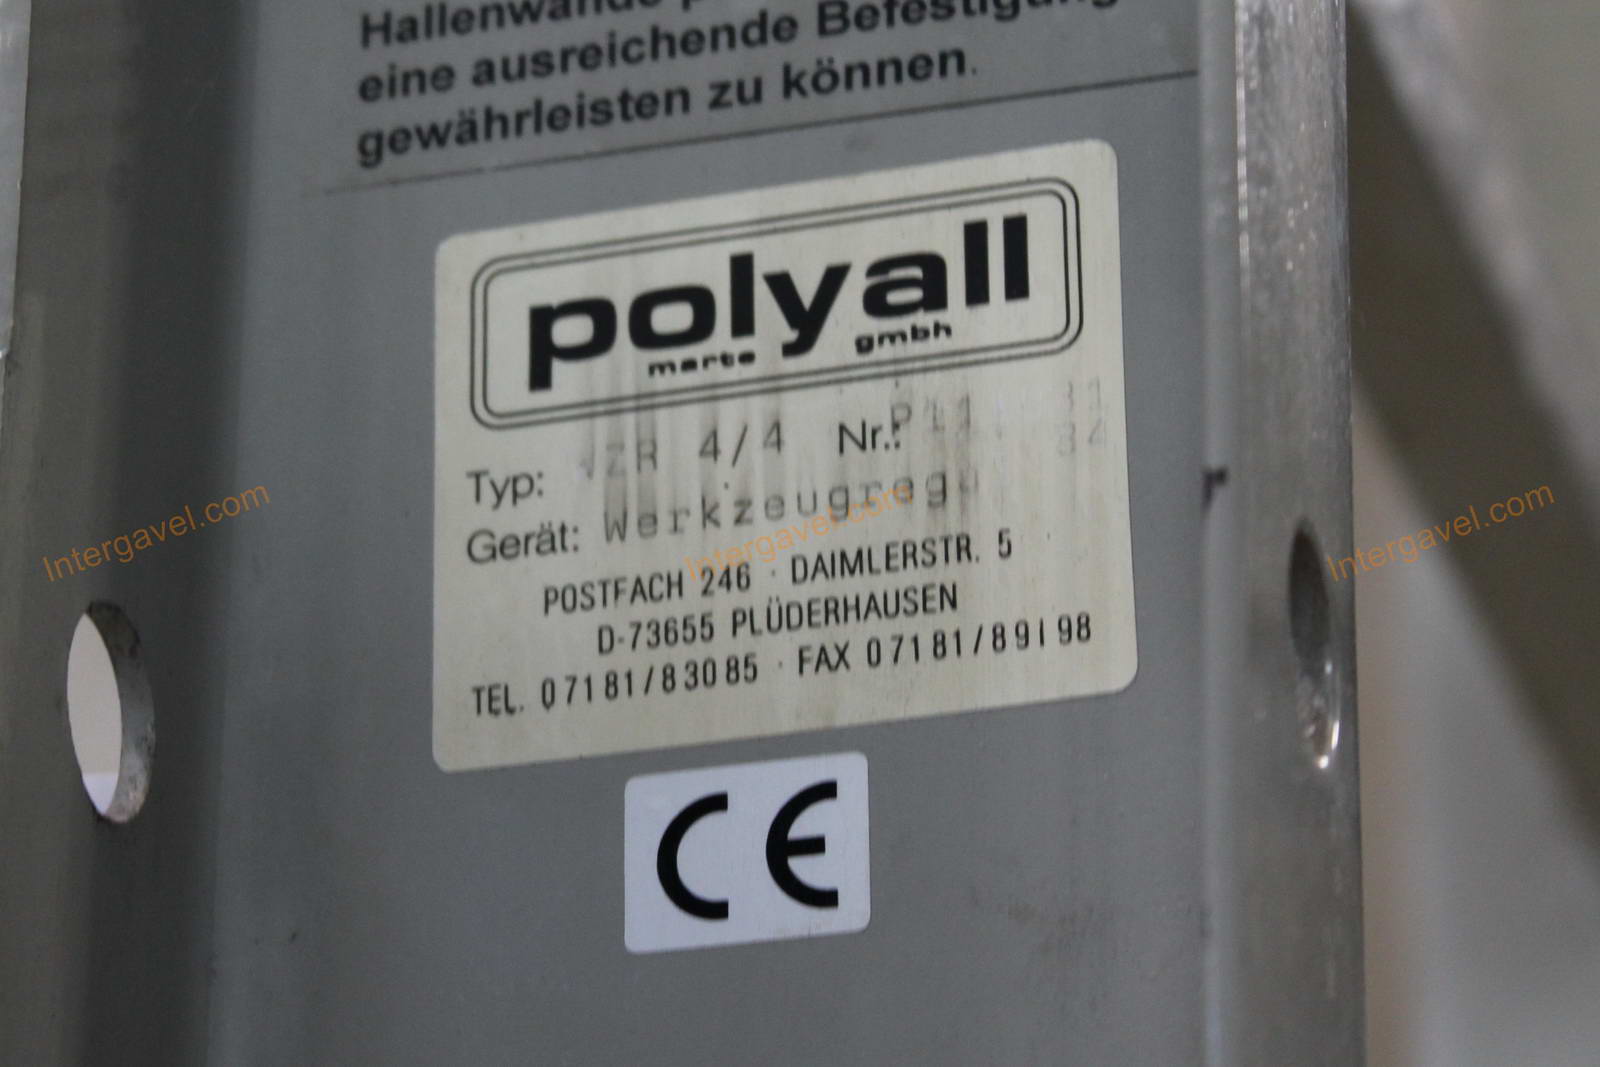 Hallenwände
eine ausreichende Befestigung
gewährleisten zu können.
polyall
marte gmbh
Typ: WZR 4/4 Nr.:
Gerät: Werkzeugreg
POSTFACH 246 · DAIMLERSTR. 5
D-73655 PLÜDERHAUSEN
TEL. 07181/83085 · FAX 07181/89198
CE
Intergavel.com
Intergavel.com
Intergavel.com